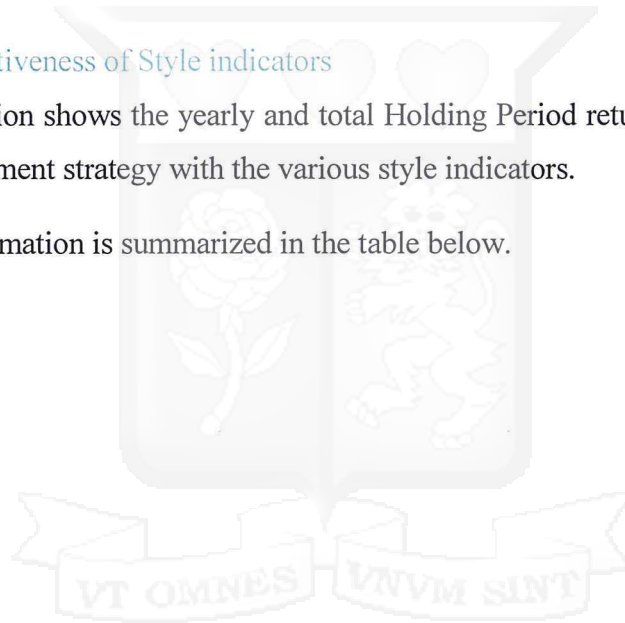 tiveness of Style indicators
ion shows the yearly and total Holding Period retu
ment strategy with the various style indicators.
mation is summarized in the table below.
VT OMNES VNVM SINT